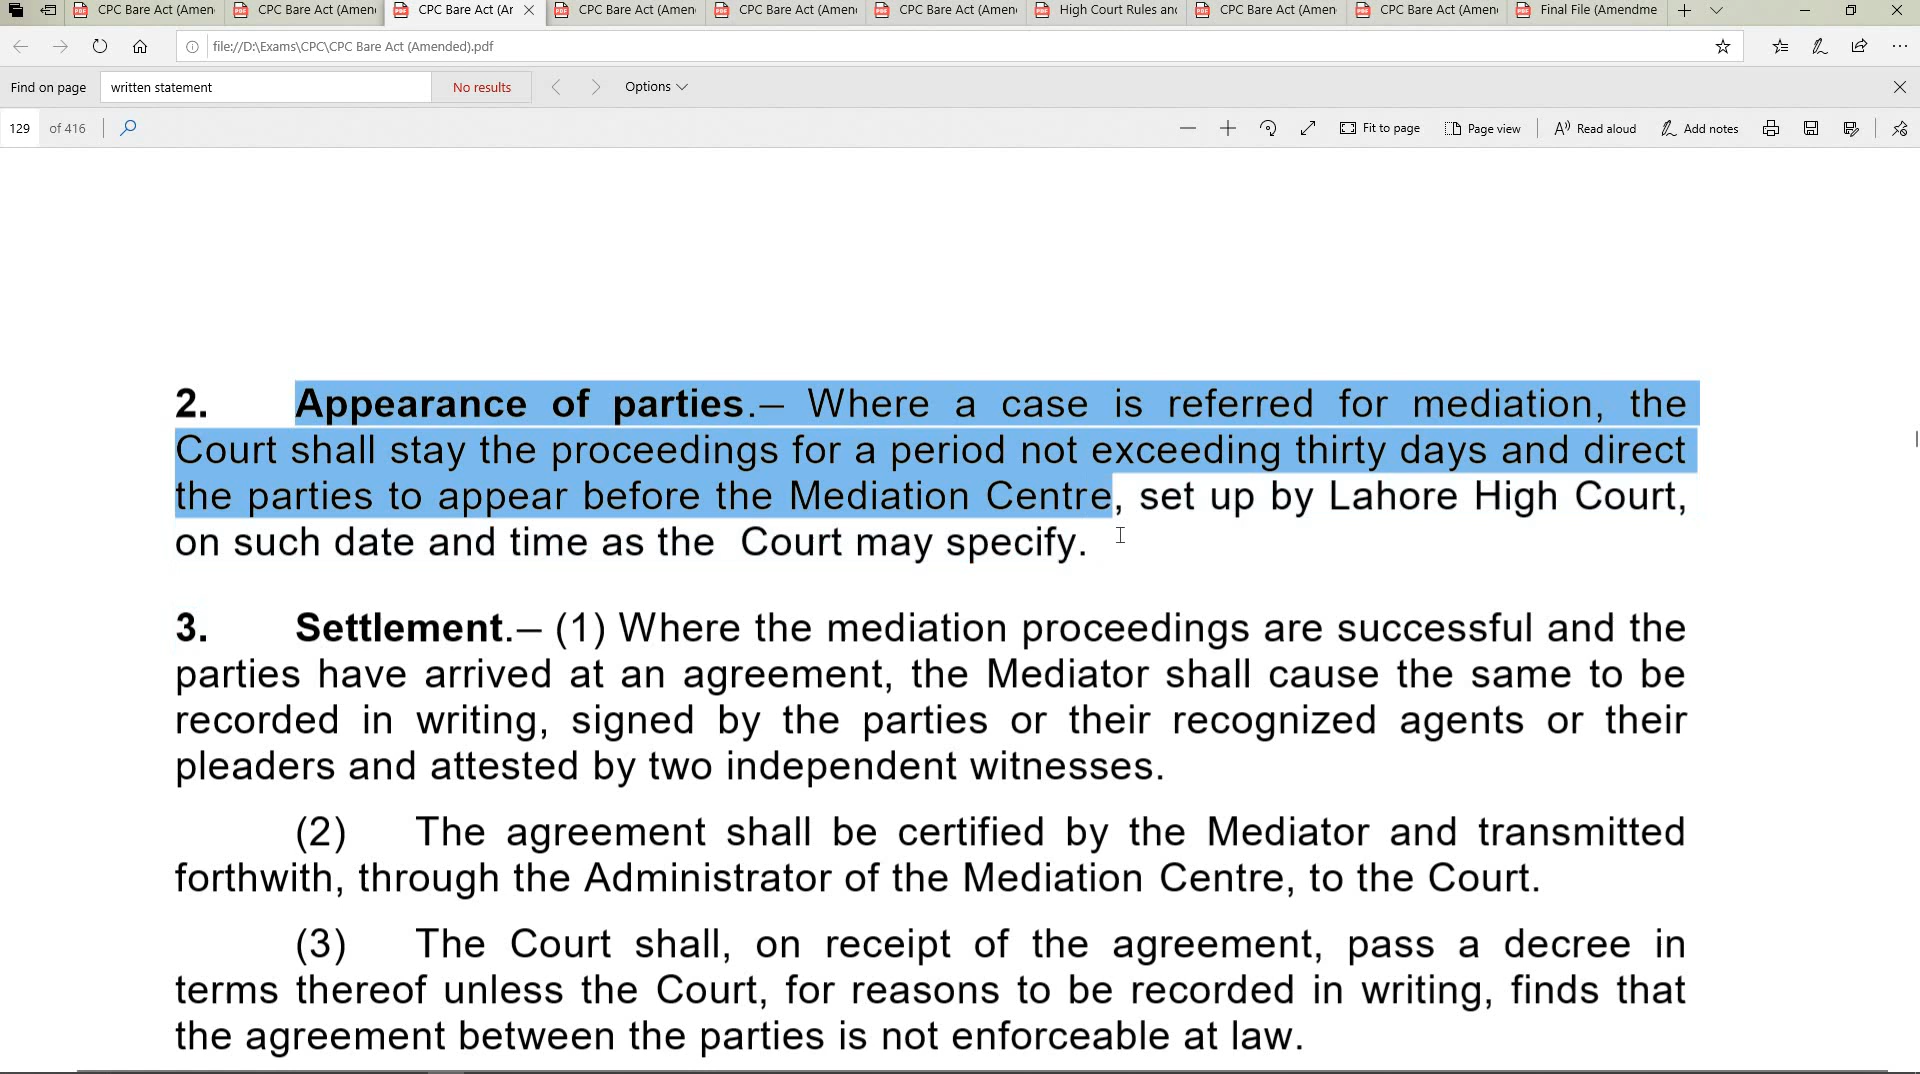 CPC Bare Act (Amen
CPC Bare Act (Amen
CPC Bare Act (Ar
CPC Bare Act (Amen
CPC Bare Act (Amen
CPC Bare Act (Amen
High Court Rules and
CPC Bare Act (Amen
CPC Bare Act (Amen
Final File (Amendme
file://D:\Exams\CPC\CPC Bare Act (Amended).pdf
Find on page
written statement
No results
Options
129
of 416
Fit to page
Page view
Read aloud
Add notes
2. Appearance of parties.– Where a case is referred for mediation, the
Court shall stay the proceedings for a period not exceeding thirty days and direct
the parties to appear before the Mediation Centre, set up by Lahore High Court,
on such date and time as the Court may specify.
3. Settlement.– (1) Where the mediation proceedings are successful and the
parties have arrived at an agreement, the Mediator shall cause the same to be
recorded in writing, signed by the parties or their recognized agents or their
pleaders and attested by two independent witnesses.
(2) The agreement shall be certified by the Mediator and transmitted
forthwith, through the Administrator of the Mediation Centre, to the Court.
(3) The Court shall, on receipt of the agreement, pass a decree in
terms thereof unless the Court, for reasons to be recorded in writing, finds that
the agreement between the parties is not enforceable at law.